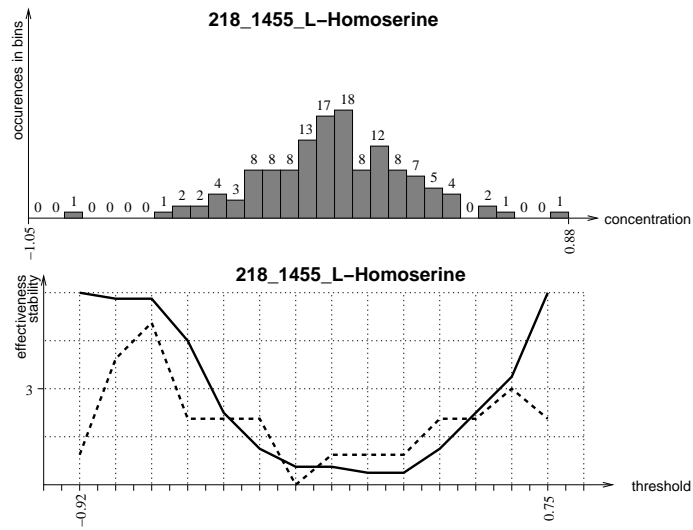 218_1455_L−Homoserine
occurences in bins
0 0 1 0 0 0 0 1 2 2 4 3 8 8 8 13 17 18 8 12 8 7 5 4 0 2 1 0 0 1
concentration
−1.05
0.88
218_1455_L−Homoserine
effectiveness
stability
3
threshold
−0.92
0.75